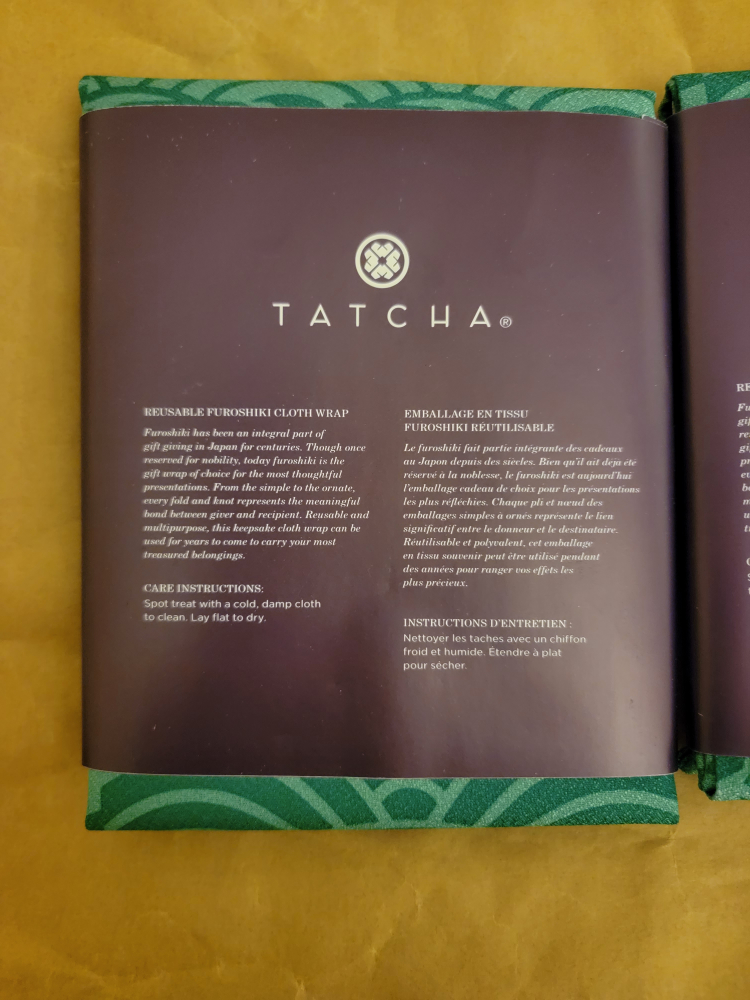 TATCHA®
REUSABLE FUROSHIKI CLOTH WRAP
Furoshiki has been an integral part of
gift giving in Japan for centuries. Though once
reserved for nobility, today furoshiki is the
gift wrap of choice for the most thoughtful
presentations. From the simple to the ornate,
every fold and knot represents the meaningful
bond between giver and recipient. Reusable and
multipurpose, this keepsake cloth wrap can be
used for years to come to carry your most
treasured belongings.
CARE INSTRUCTIONS:
Spot treat with a cold, damp cloth
to clean. Lay flat to dry.
EMBALLAGE EN TISSU
FUROSHIKI RÉUTILISABLE
Le furoshiki fait partie intégrante des cadeaux
au Japon depuis des siècles. Bien qu'il ait déjà été
réservé à la noblesse, le furoshiki est aujourd'hui
l'emballage cadeau de choix pour les présentations
les plus réfléchies. Chaque pli et nœud des
emballages simples à ornés représente le lien
significatif entre le donneur et le destinataire.
Réutilisable et polyvalent, cet emballage
en tissu souvenir peut être utilisé pendant
des années pour ranger vos effets les
plus précieux.
INSTRUCTIONS D'ENTRETIEN :
Nettoyer les taches avec un chiffon
froid et humide. Étendre à plat
pour sécher.